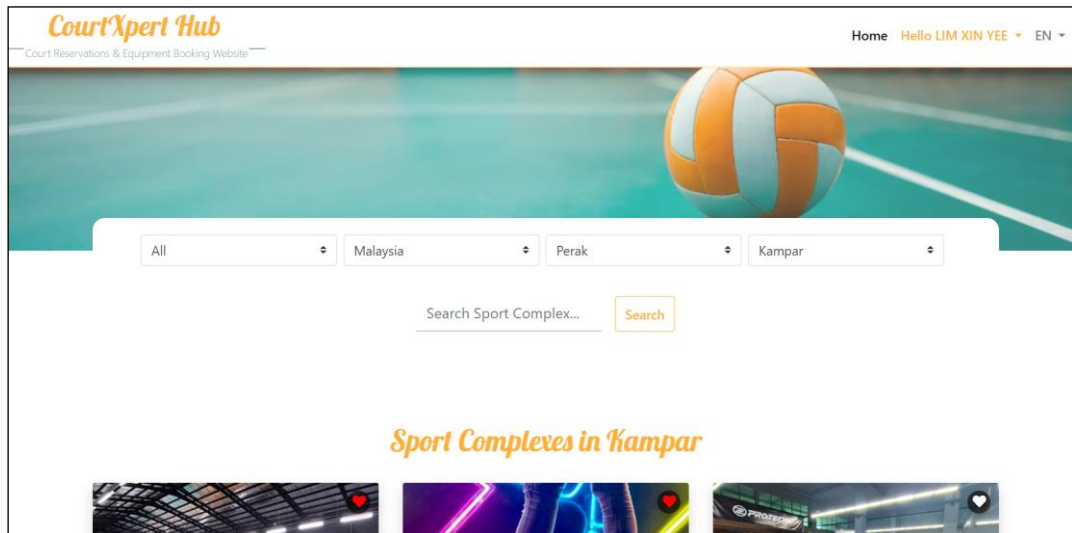 CourtXpert Hub
Court Reservations & Equipment Booking Website
Home Hello LIM XIN YEE EN
All Malaysia Perak Kampar
Search Sport Complex... Search
Sport Complexes in Kampar
PROTECH